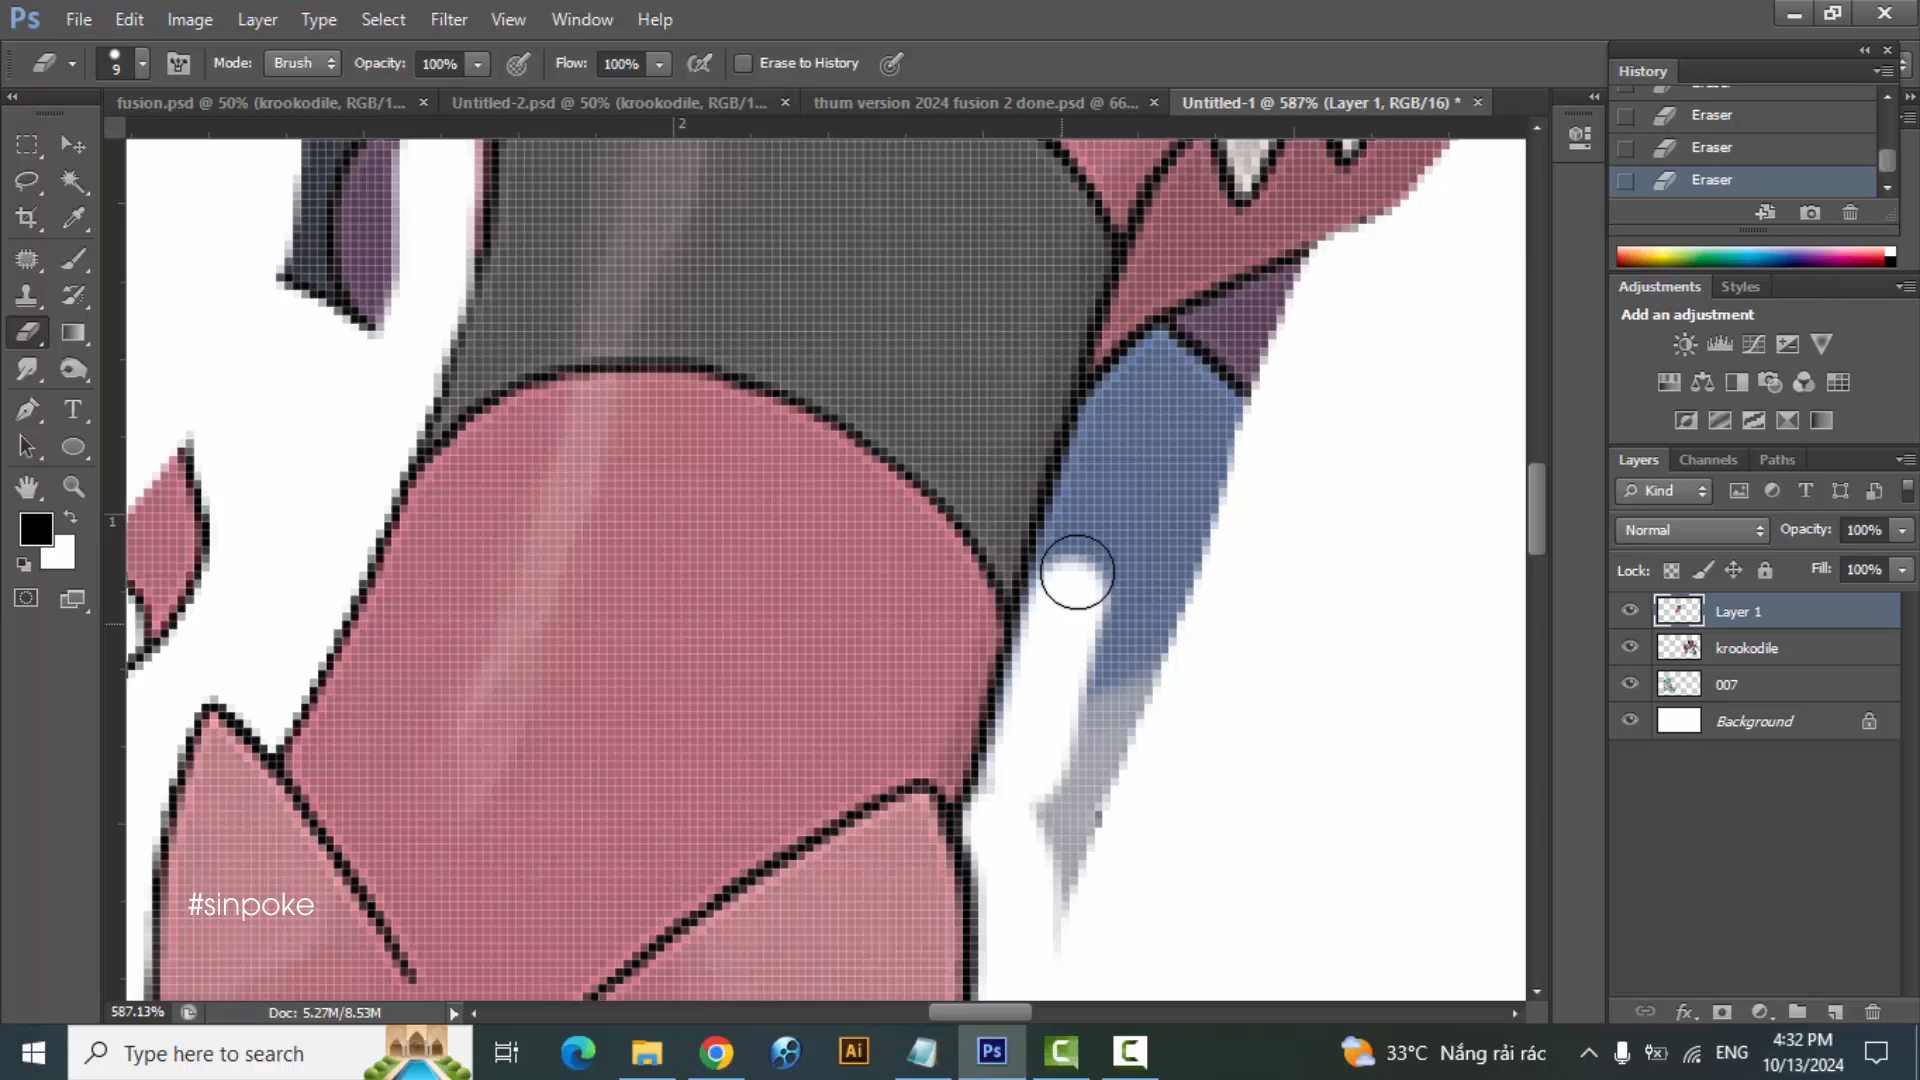 Ps File Edit Image Layer Type Select Filter View Window Help
9 Mode: Brush Opacity: 100% Flow: 100% Erase to History
fusion.psd @ 50% (krookodile, RGB/1... Untitled-2.psd @ 50% (krookodile, RGB/1... thum version 2024 fusion 2 done.psd @ 66... Untitled-1 @ 587% (Layer 1, RGB/16) *
2
1
History
Eraser
Eraser
Eraser
Adjustments Styles
Add an adjustment
Layers Channels Paths
Kind
Normal Opacity: 100%
Lock: Fill: 100%
Layer 1
krookodile
007
Background
#sinpoke
587.13% Doc: 5.27M/8.53M
Type here to search
Ai Ps
33°C Nắng rải rác ENG
4:32 PM
10/13/2024